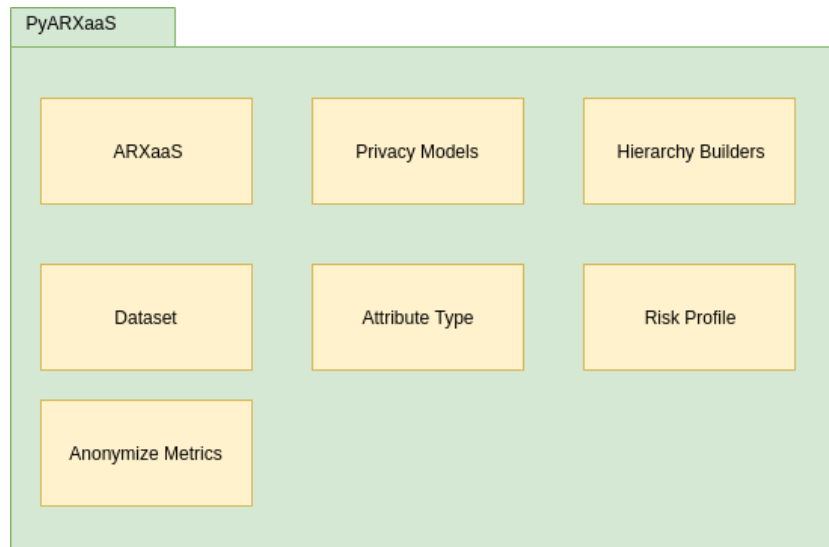 PyARXaaS
ARXaaS
Privacy Models
Hierarchy Builders
Dataset
Attribute Type
Risk Profile
Anonymize Metrics